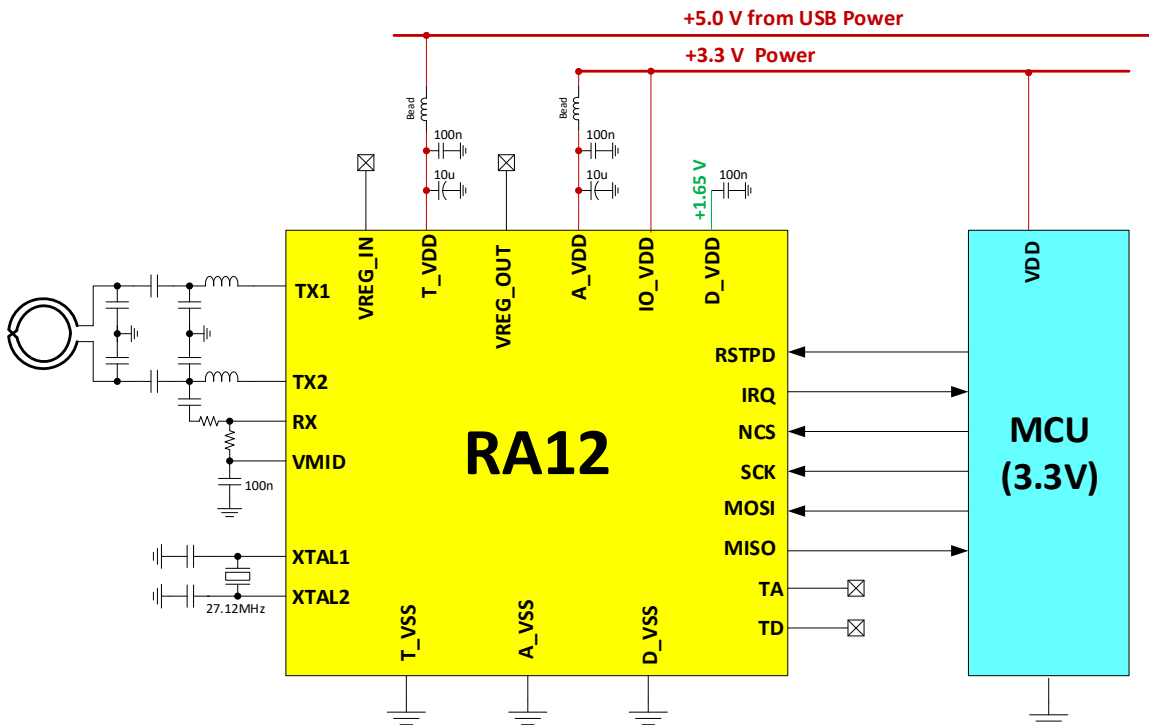 +5.0 V from USB Power
+3.3 V  Power
Bead
100n
10u
Bead
100n
10u
+1.65 V
100n
VREG_IN
T_VDD
VREG_OUT
A_VDD
IO_VDD
D_VDD
VDD
TX1
TX2
RX
VMID
100n
XTAL1
XTAL2
27.12MHz
RA12
RSTPD
IRQ
NCS
SCK
MOSI
MISO
TA
TD
MCU
(3.3V)
T_VSS
A_VSS
D_VSS